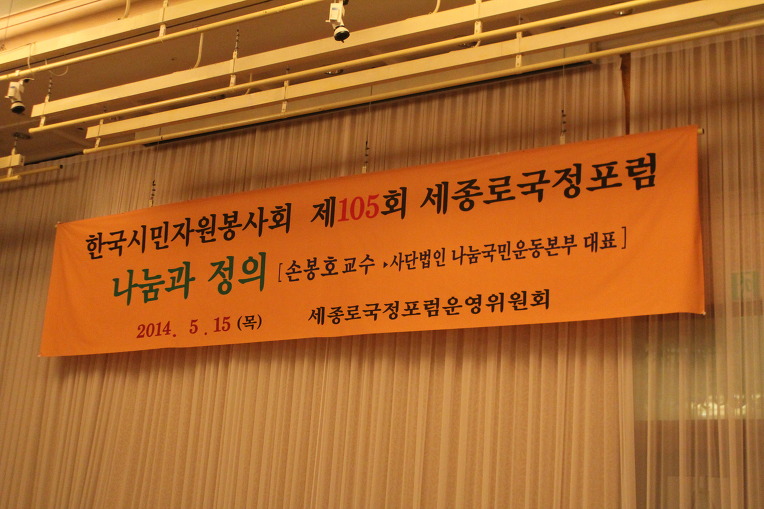 한국시민자원봉사회 제105회 세종로국정포럼
나눔과 정의 [손봉호교수 ▸사단법인 나눔국민운동본부 대표]
2014. 5. 15 (목) 세종로국정포럼운영위원회